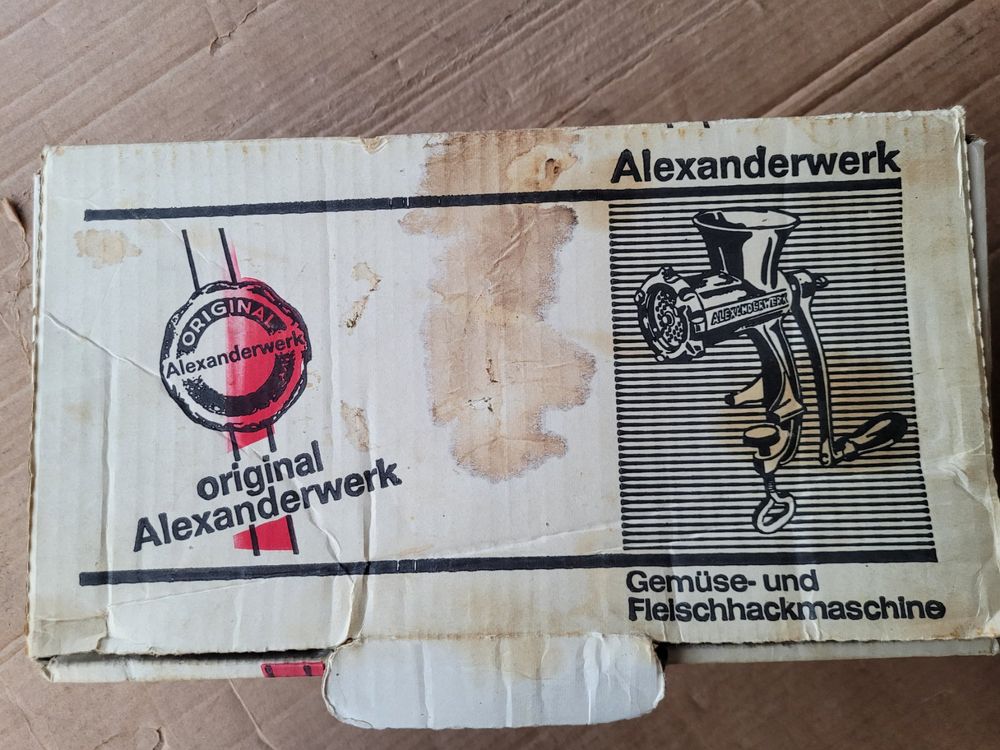 Alexanderwerk
ORIGINAL
Alexanderwerk
original
Alexanderwerk
ALEXANDERWERK
Gemüse- und
Fleischhackmaschine